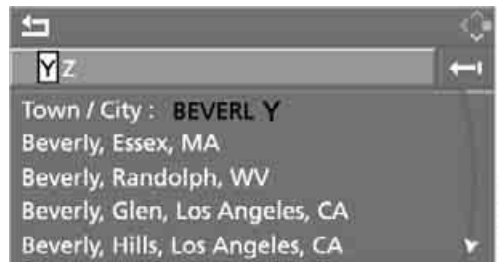 Y Z
Town / City : BEVERL Y
Beverly, Essex, MA
Beverly, Randolph, WV
Beverly, Glen, Los Angeles, CA
Beverly, Hills, Los Angeles, CA